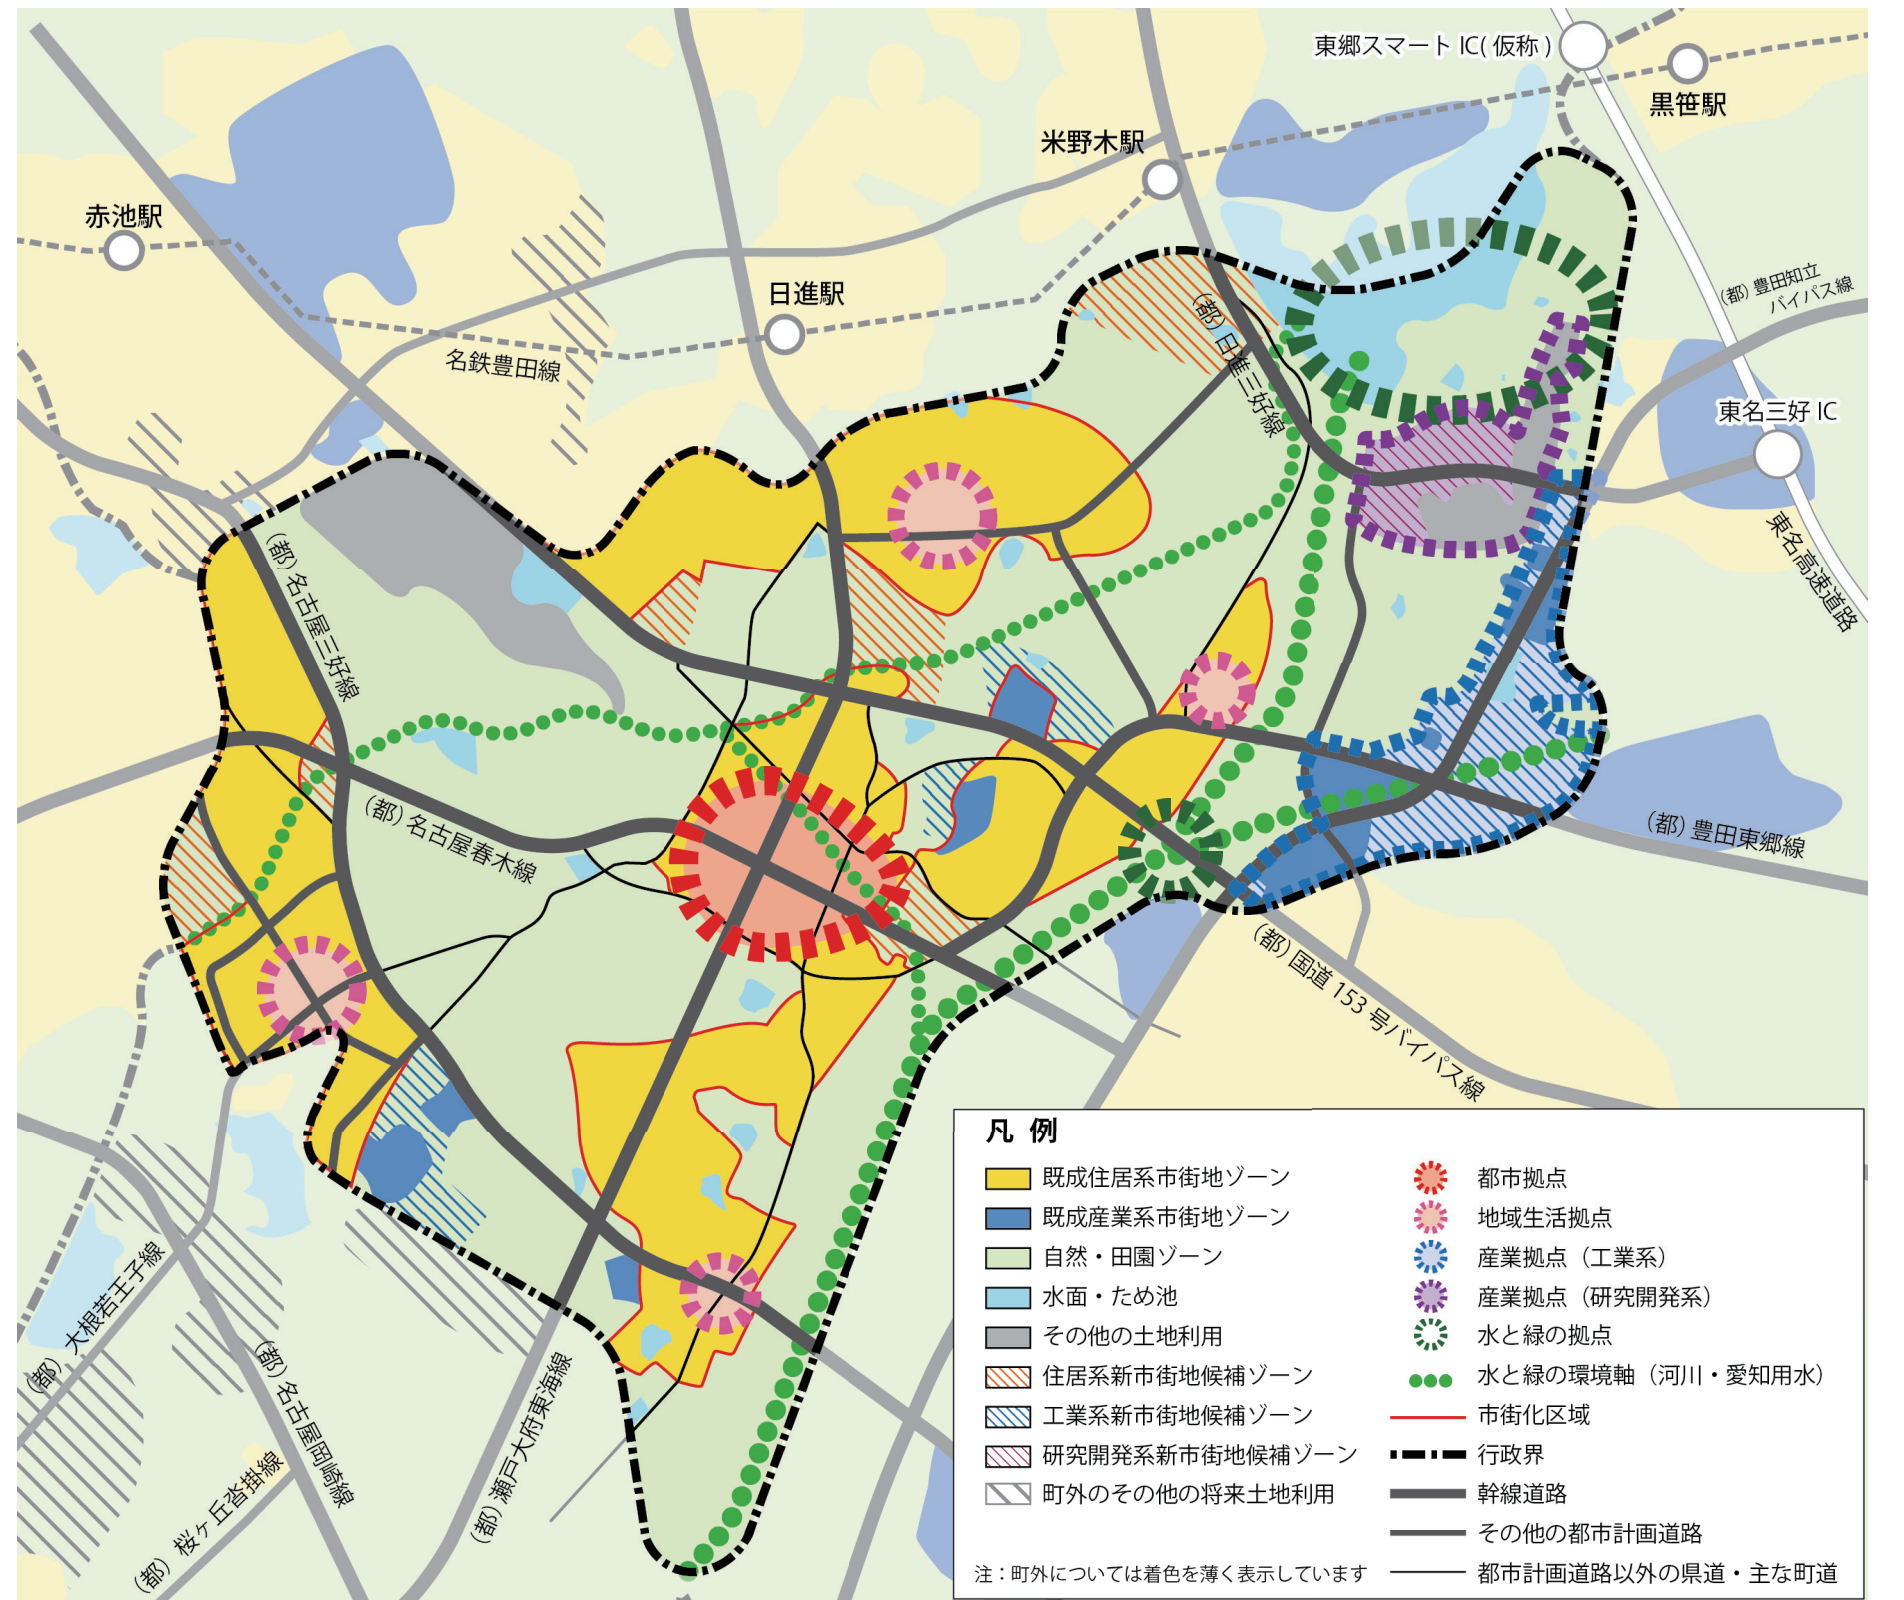 東郷スマート IC( 仮称 )
黒笹駅
米野木駅
赤池駅
日進駅
名鉄豊田線
(都) 日進三好線
(都) 豊田知立
バイパス線
東名三好 IC
東名高速道路
(都) 名古屋三好線
(都) 名古屋春木線
(都) 豊田東郷線
(都) 国道 153 号バイパス線
(都) 大根若王子線
(都) 名古屋岡崎線
(都) 瀬戸大府東海線
(都) 桜ヶ丘沓掛線
凡 例
既成住居系市街地ゾーン
既成産業系市街地ゾーン
自然・田園ゾーン
水面・ため池
その他の土地利用
住居系新市街地候補ゾーン
工業系新市街地候補ゾーン
研究開発系新市街地候補ゾーン
町外のその他の将来土地利用
注：町外については着色を薄く表示しています
都市拠点
地域生活拠点
産業拠点（工業系）
産業拠点（研究開発系）
水と緑の拠点
水と緑の環境軸（河川・愛知用水）
市街化区域
行政界
幹線道路
その他の都市計画道路
都市計画道路以外の県道・主な町道